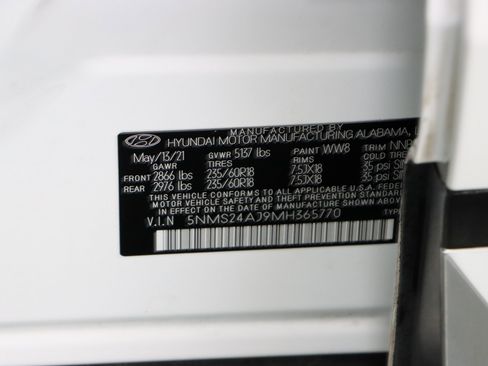 MANUFACTURED BY
HYUNDAI MOTOR MANUFACTURING ALABAMA, L
May/13/21 GVWR 5137 lbs PAINT WW8 TRIM NNB
GAWR TIRES RIMS COLD TIRE
FRONT 2866 lbs 235/60R18 7.5JX18 35 psi
REAR 2976 lbs 235/60R18 7.5JX18 35 psi
THIS VEHICLE CONFORMS TO ALL APPLICABLE U.S.A. FEDERAL
MOTOR VEHICLE SAFETY AND THEFT PREVENTION STANDARDS
IN EFFECT ON THE DATE OF MANUFACTURE SHOWN
V.I.N 5NMS24AJ9MH365770